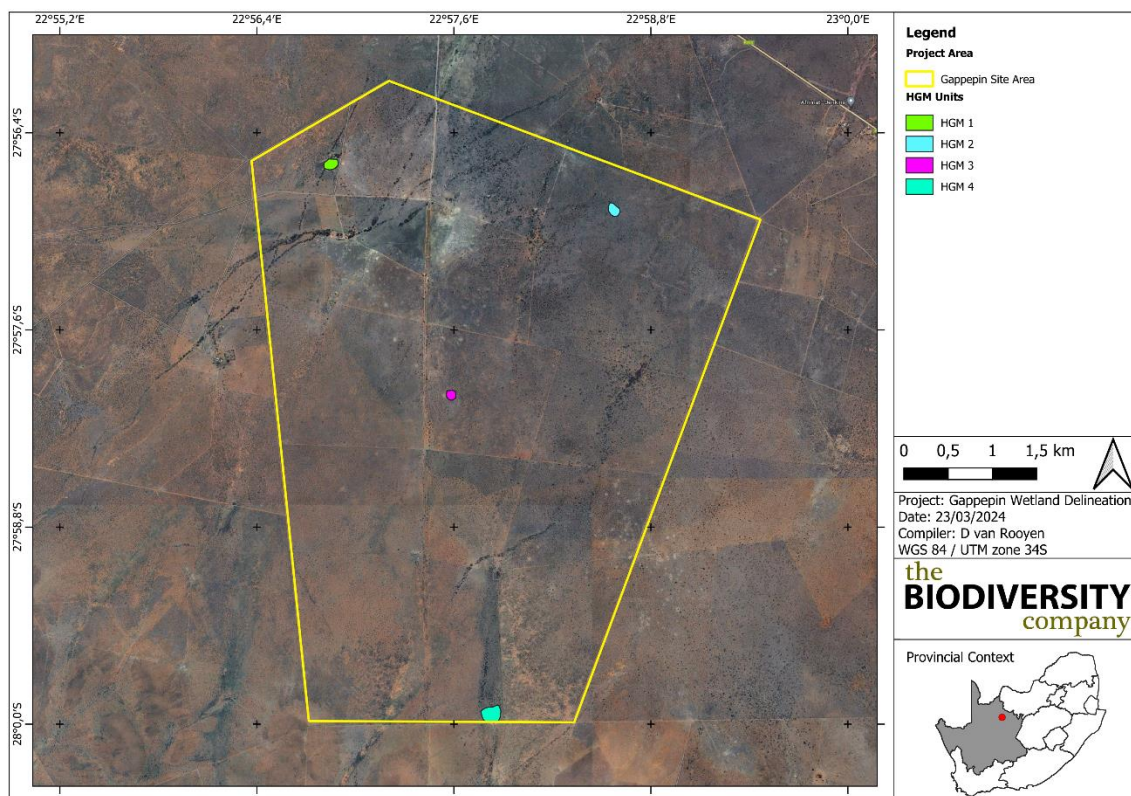 22°55,2'E 22°56,4'E 22°57,6'E 22°58,8'E 23°0,0'E
27°56,4'S
27°57,6'S
27°58,8'S
28°0,0'S
Legend
Project Area
Gappepin Site Area
HGM Units
HGM 1
HGM 2
HGM 3
HGM 4
0 0,5 1 1,5 km
Project: Gappepin Wetland Delineation
Date: 23/03/2024
Compiler: D van Rooyen
WGS 84 / UTM zone 34S
the
BIODIVERSITY
company
Provincial Context